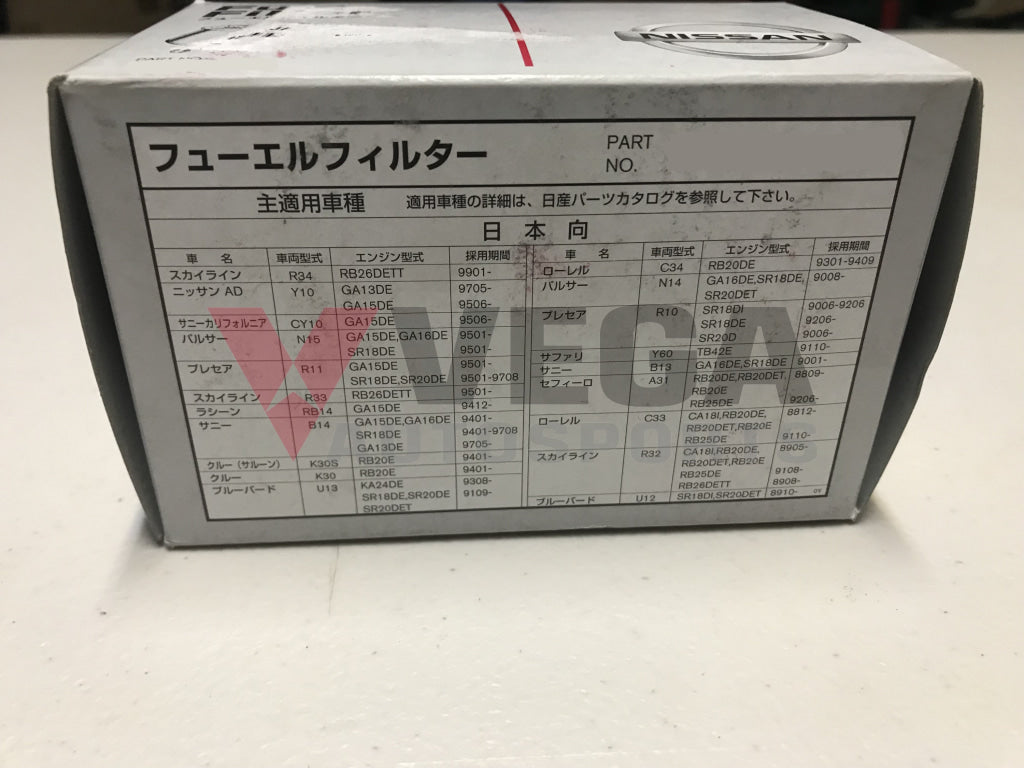 NISSAN
フューエルフィルター
PART
NO.
主適用車種 適用車種の詳細は、日産パーツカタログを参照して下さい。
日本向
車 名 車両型式 エンジン型式 採用期間
スカイライン R34 RB26DETT 9901-
ニッサン AD Y10 GA13DE 9705-
GA15DE 9506-
サニーカリフォルニア CY10 GA15DE 9506-
パルサー N15 GA15DE,GA16DE 9501-
SR18DE 9501-
プレセア R11 GA15DE 9501-
SR18DE,SR20DE 9501-9708
スカイライン R33 RB26DETT 9501-
ラシーン RB14 GA15DE 9412-
サニー B14 GA15DE,GA16DE 9401-
SR18DE 9401-9708
GA13DE 9705-
クルー（サルーン） K30S RB20E 9401-
クルー K30 RB20E 9401-
ブルーバード U13 KA24DE 9308-
SR18DE,SR20DE 9109-
SR20DET
車 名 車両型式 エンジン型式 採用期間
ローレル C34 RB20DE 9301-9409
パルサー N14 GA16DE,SR18DE, 9008-
SR20DET
プレセア R10 SR18DI 9006-9206
SR18DE 9206-
SR20D 9006-
サファリ Y60 TB42E 9110-
サニー B13 GA16DE,SR18DE 9001-
セフィーロ A31 RB20DE,RB20DET, 8809-
RB20E
RB25DE 9206-
ローレル C33 CA18I,RB20DE, 8812-
RB20DET,RB20E
RB25DE 9110-
スカイライン R32 CA18I,RB20DE, 8905-
RB20DET,RB20E
RB25DE 9108-
RB26DETT 8908-
ブルーバード U12 SR18DI,SR20DET 8910-
VEGA
AUTOSPORTS